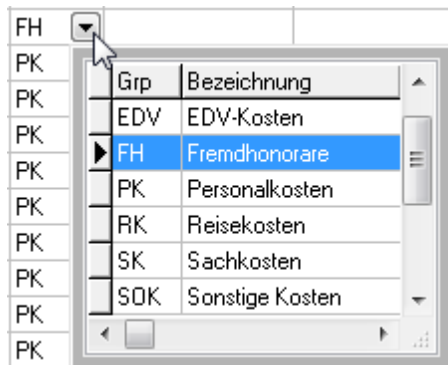 FH
PK
PK
PK
PK
PK
PK
PK
PK
PK
Grp Bezeichnung
EDV EDV-Kosten
FH Fremdhonorare
PK Personalkosten
RK Reisekosten
SK Sachkosten
SOK Sonstige Kosten